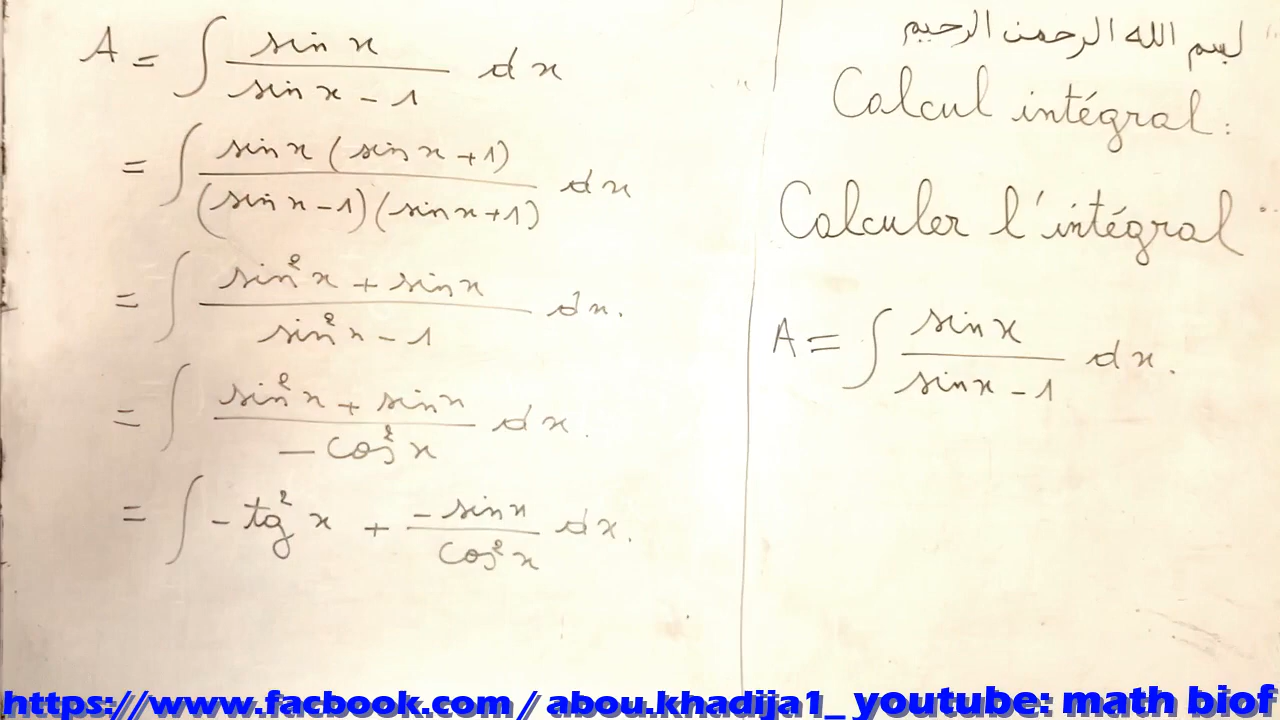 بسم الله الرحمن الرحيم
Calcul intégral :
Calculer l'intégral
A = ∫ sin x / (sin x - 1) dx.
A = ∫ sin x / (sin x - 1) dx
= ∫ sin x (sin x + 1) / ((sin x - 1)(sin x + 1)) dx
= ∫ (sin² x + sin x) / (sin² x - 1) dx.
= ∫ (sin² x + sin x) / (- cos² x) dx.
= ∫ - tg² x + (- sin x) / (cos² x) dx.
https://www.facbook.com/abou.khadija1_ youtube: math biof